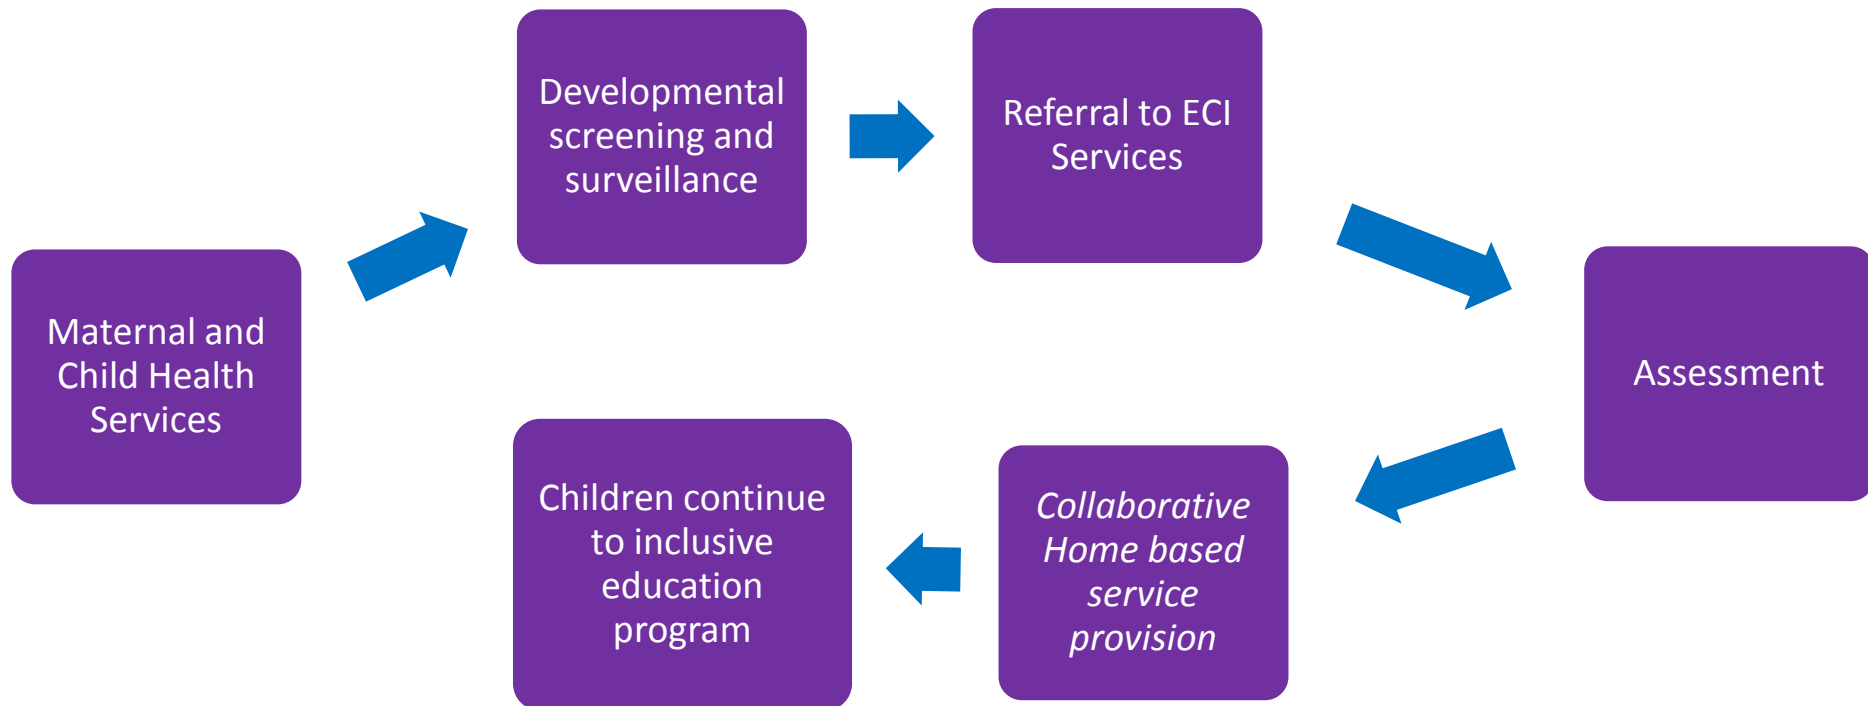 Maternal and
Child Health
Services
Developmental
screening and
surveillance
Referral to ECI
Services
Assessment
Collaborative
Home based
service
provision
Children continue
to inclusive
education
program